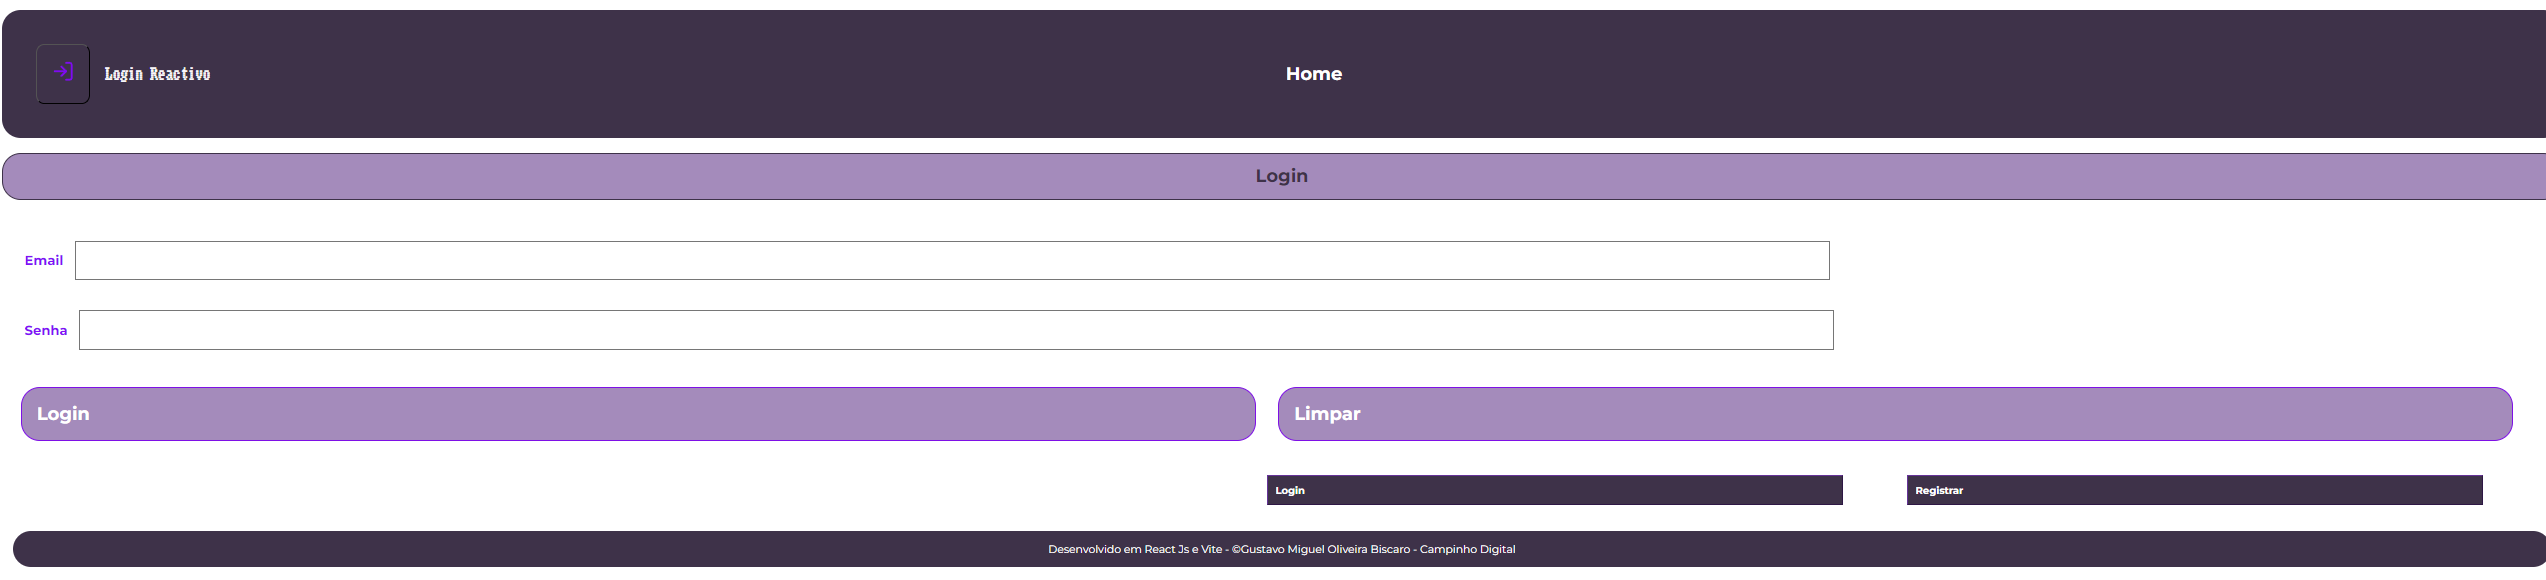 Login Reactivo
Home
Login
Email
Senha
Login
Limpar
Login
Registrar
Desenvolvido em React Js e Vite - ©Gustavo Miguel Oliveira Biscaro - Campinho Digital